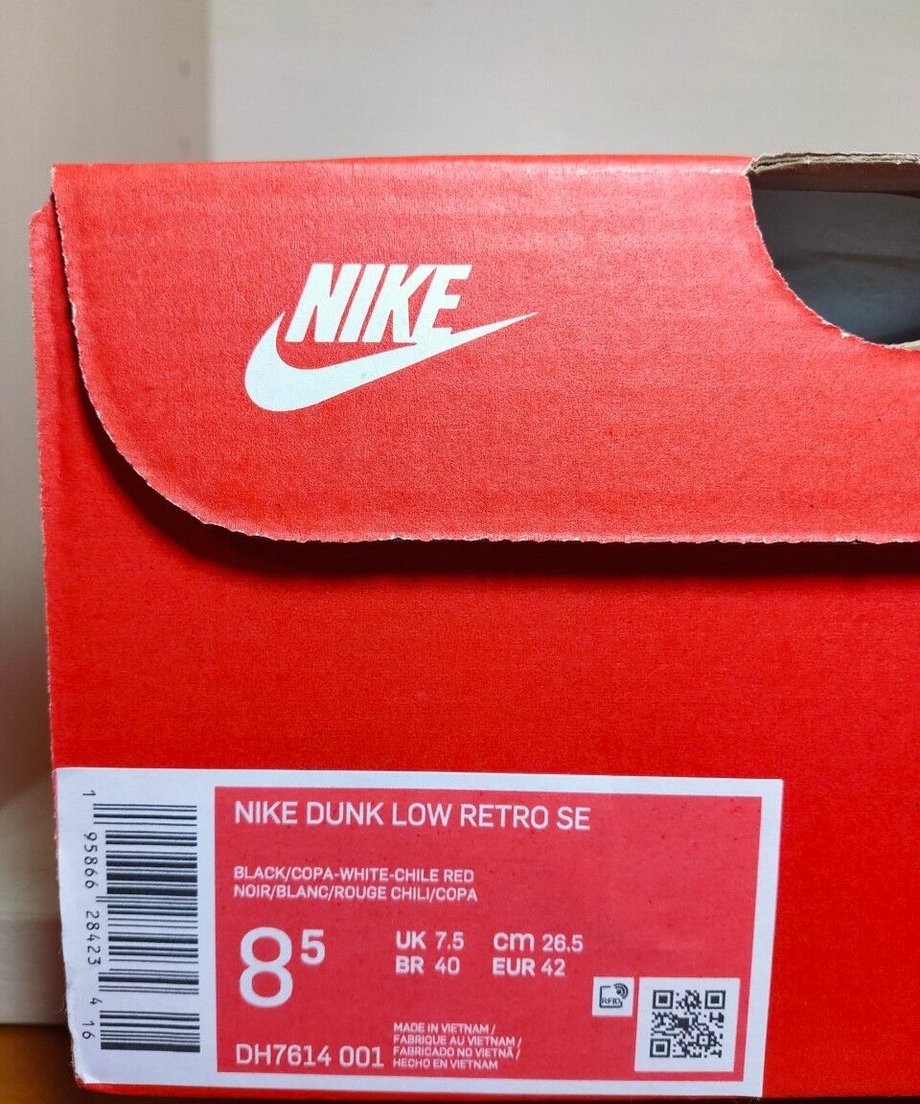 NIKE
NIKE DUNK LOW RETRO SE
BLACK/COPA-WHITE-CHILE RED
NOIR/BLANC/ROUGE CHILI/COPA
8⁵
UK 7.5 cm 26.5
BR 40 EUR 42
RFID
DH7614 001
MADE IN VIETNAM /
FABRIQUE AU VIETNAM /
FABRICADO NO VIETNÃ /
HECHO EN VIETNAM
1 95866 28423 4 16